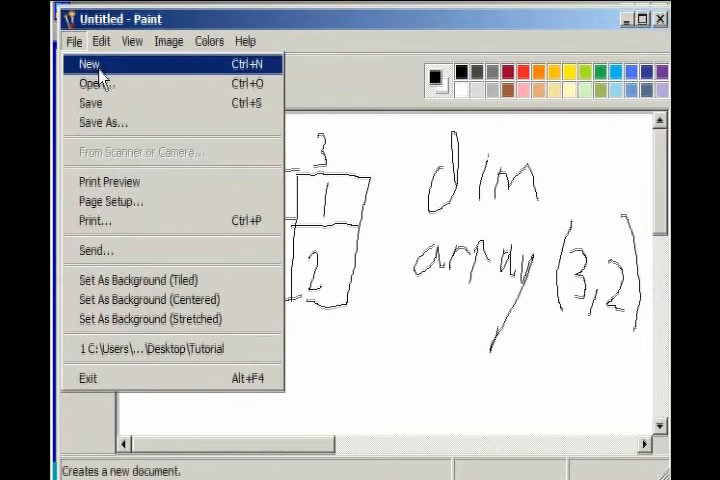 Untitled - Paint
File Edit View Image Colors Help
New Ctrl+N
Open... Ctrl+O
Save Ctrl+S
Save As...
From Scanner or Camera...
Print Preview
Page Setup...
Print... Ctrl+P
Send...
Set As Background (Tiled)
Set As Background (Centered)
Set As Background (Stretched)
1 C:\Users\...\Desktop\Tutorial
Exit Alt+F4
3
1
2
dim
array (3,2)
Creates a new document.